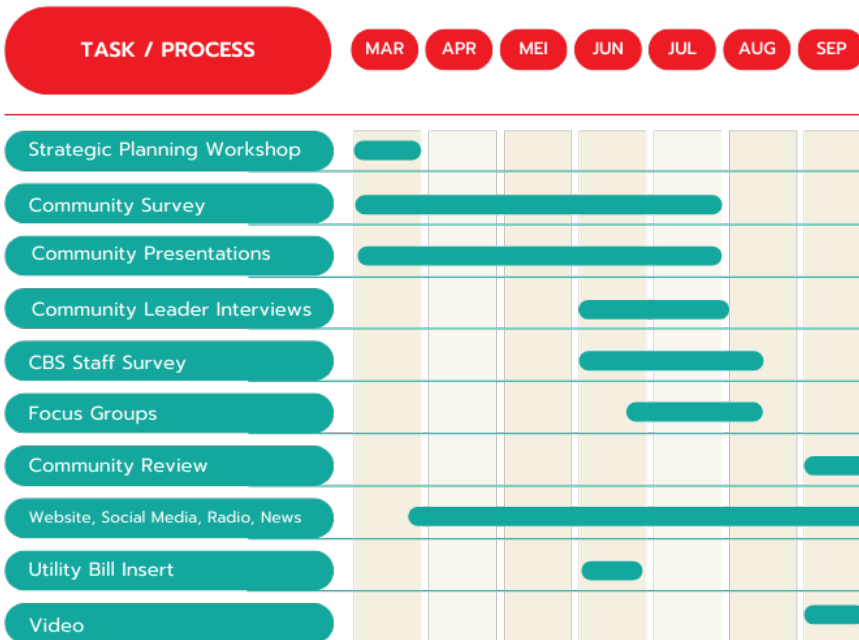 TASK / PROCESS
MAR
APR
MEI
JUN
JUL
AUG
SEP
Strategic Planning Workshop
Community Survey
Community Presentations
Community Leader Interviews
CBS Staff Survey
Focus Groups
Community Review
Website, Social Media, Radio, News
Utility Bill Insert
Video